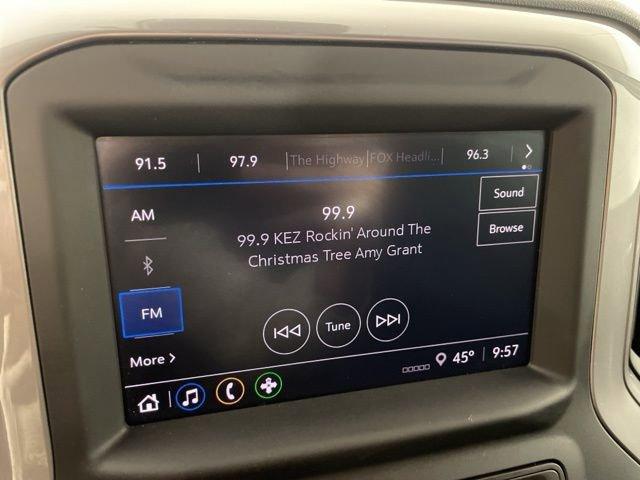 91.5 97.9 The Highway FOX Headli... 96.3
AM
Sound
99.9
99.9 KEZ Rockin' Around The
Browse
Christmas Tree Amy Grant
FM
Tune
More
45° 9:57